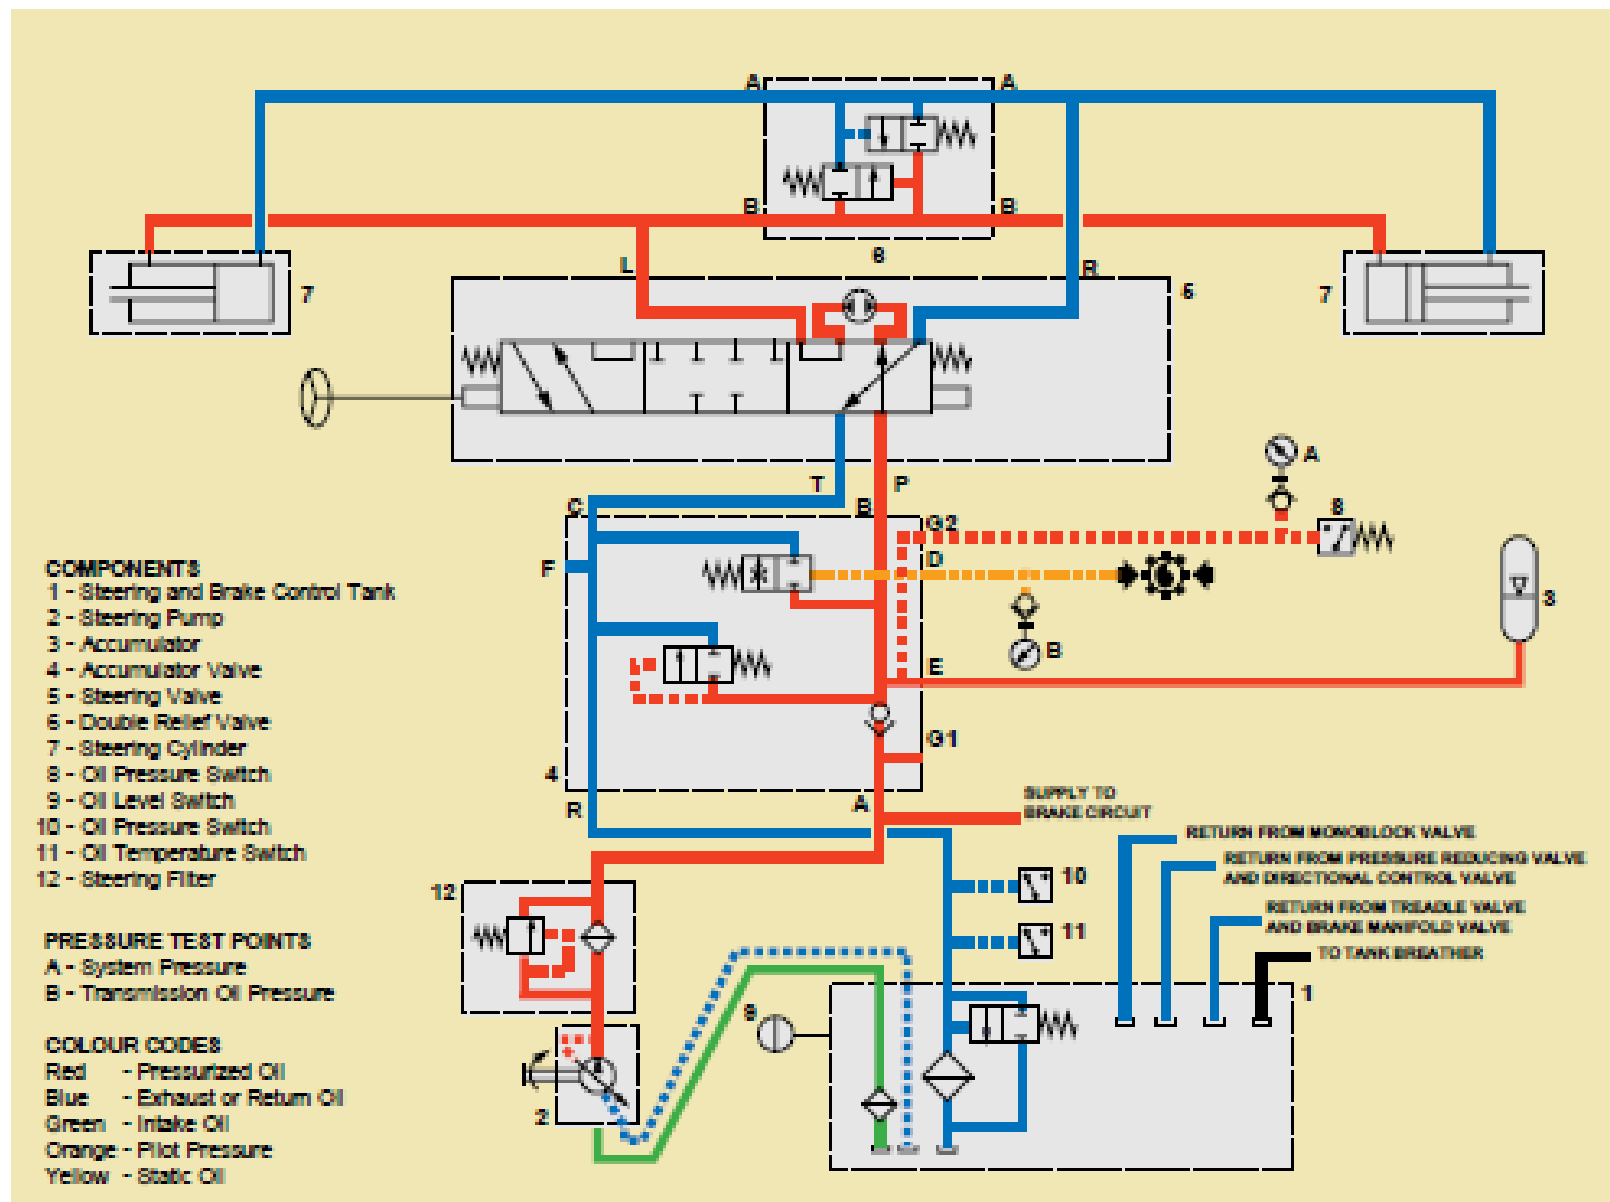 A
A
B
B
6
L
R
5
7
7
T
P
A
C
B
G2
8
D
F
B
3
E
G1
4
A
R
COMPONENTS
1 - Steering and Brake Control Tank
2 - Steering Pump
3 - Accumulator
4 - Accumulator Valve
5 - Steering Valve
6 - Double Relief Valve
7 - Steering Cylinder
8 - Oil Pressure Switch
9 - Oil Level Switch
10 - Oil Pressure Switch
11 - Oil Temperature Switch
12 - Steering Filter
SUPPLY TO
BRAKE CIRCUIT
RETURN FROM MONOBLOCK VALVE
RETURN FROM PRESSURE REDUCING VALVE
AND DIRECTIONAL CONTROL VALVE
RETURN FROM TREADLE VALVE
AND BRAKE MANIFOLD VALVE
TO TANK BREATHER
12
10
11
9
1
2
PRESSURE TEST POINTS
A - System Pressure
B - Transmission Oil Pressure
COLOUR CODES
Red - Pressurized Oil
Blue - Exhaust or Return Oil
Green - Intake Oil
Orange - Pilot Pressure
Yellow - Static Oil